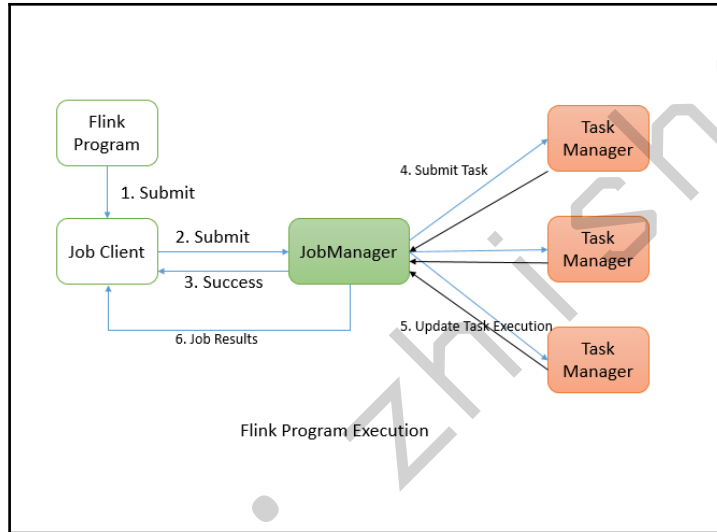 Flink
Program
1. Submit
Job Client
2. Submit
3. Success
JobManager
4. Submit Task
Task
Manager
Task
Manager
5. Update Task Execution
Task
Manager
6. Job Results
Flink Program Execution
. zhish